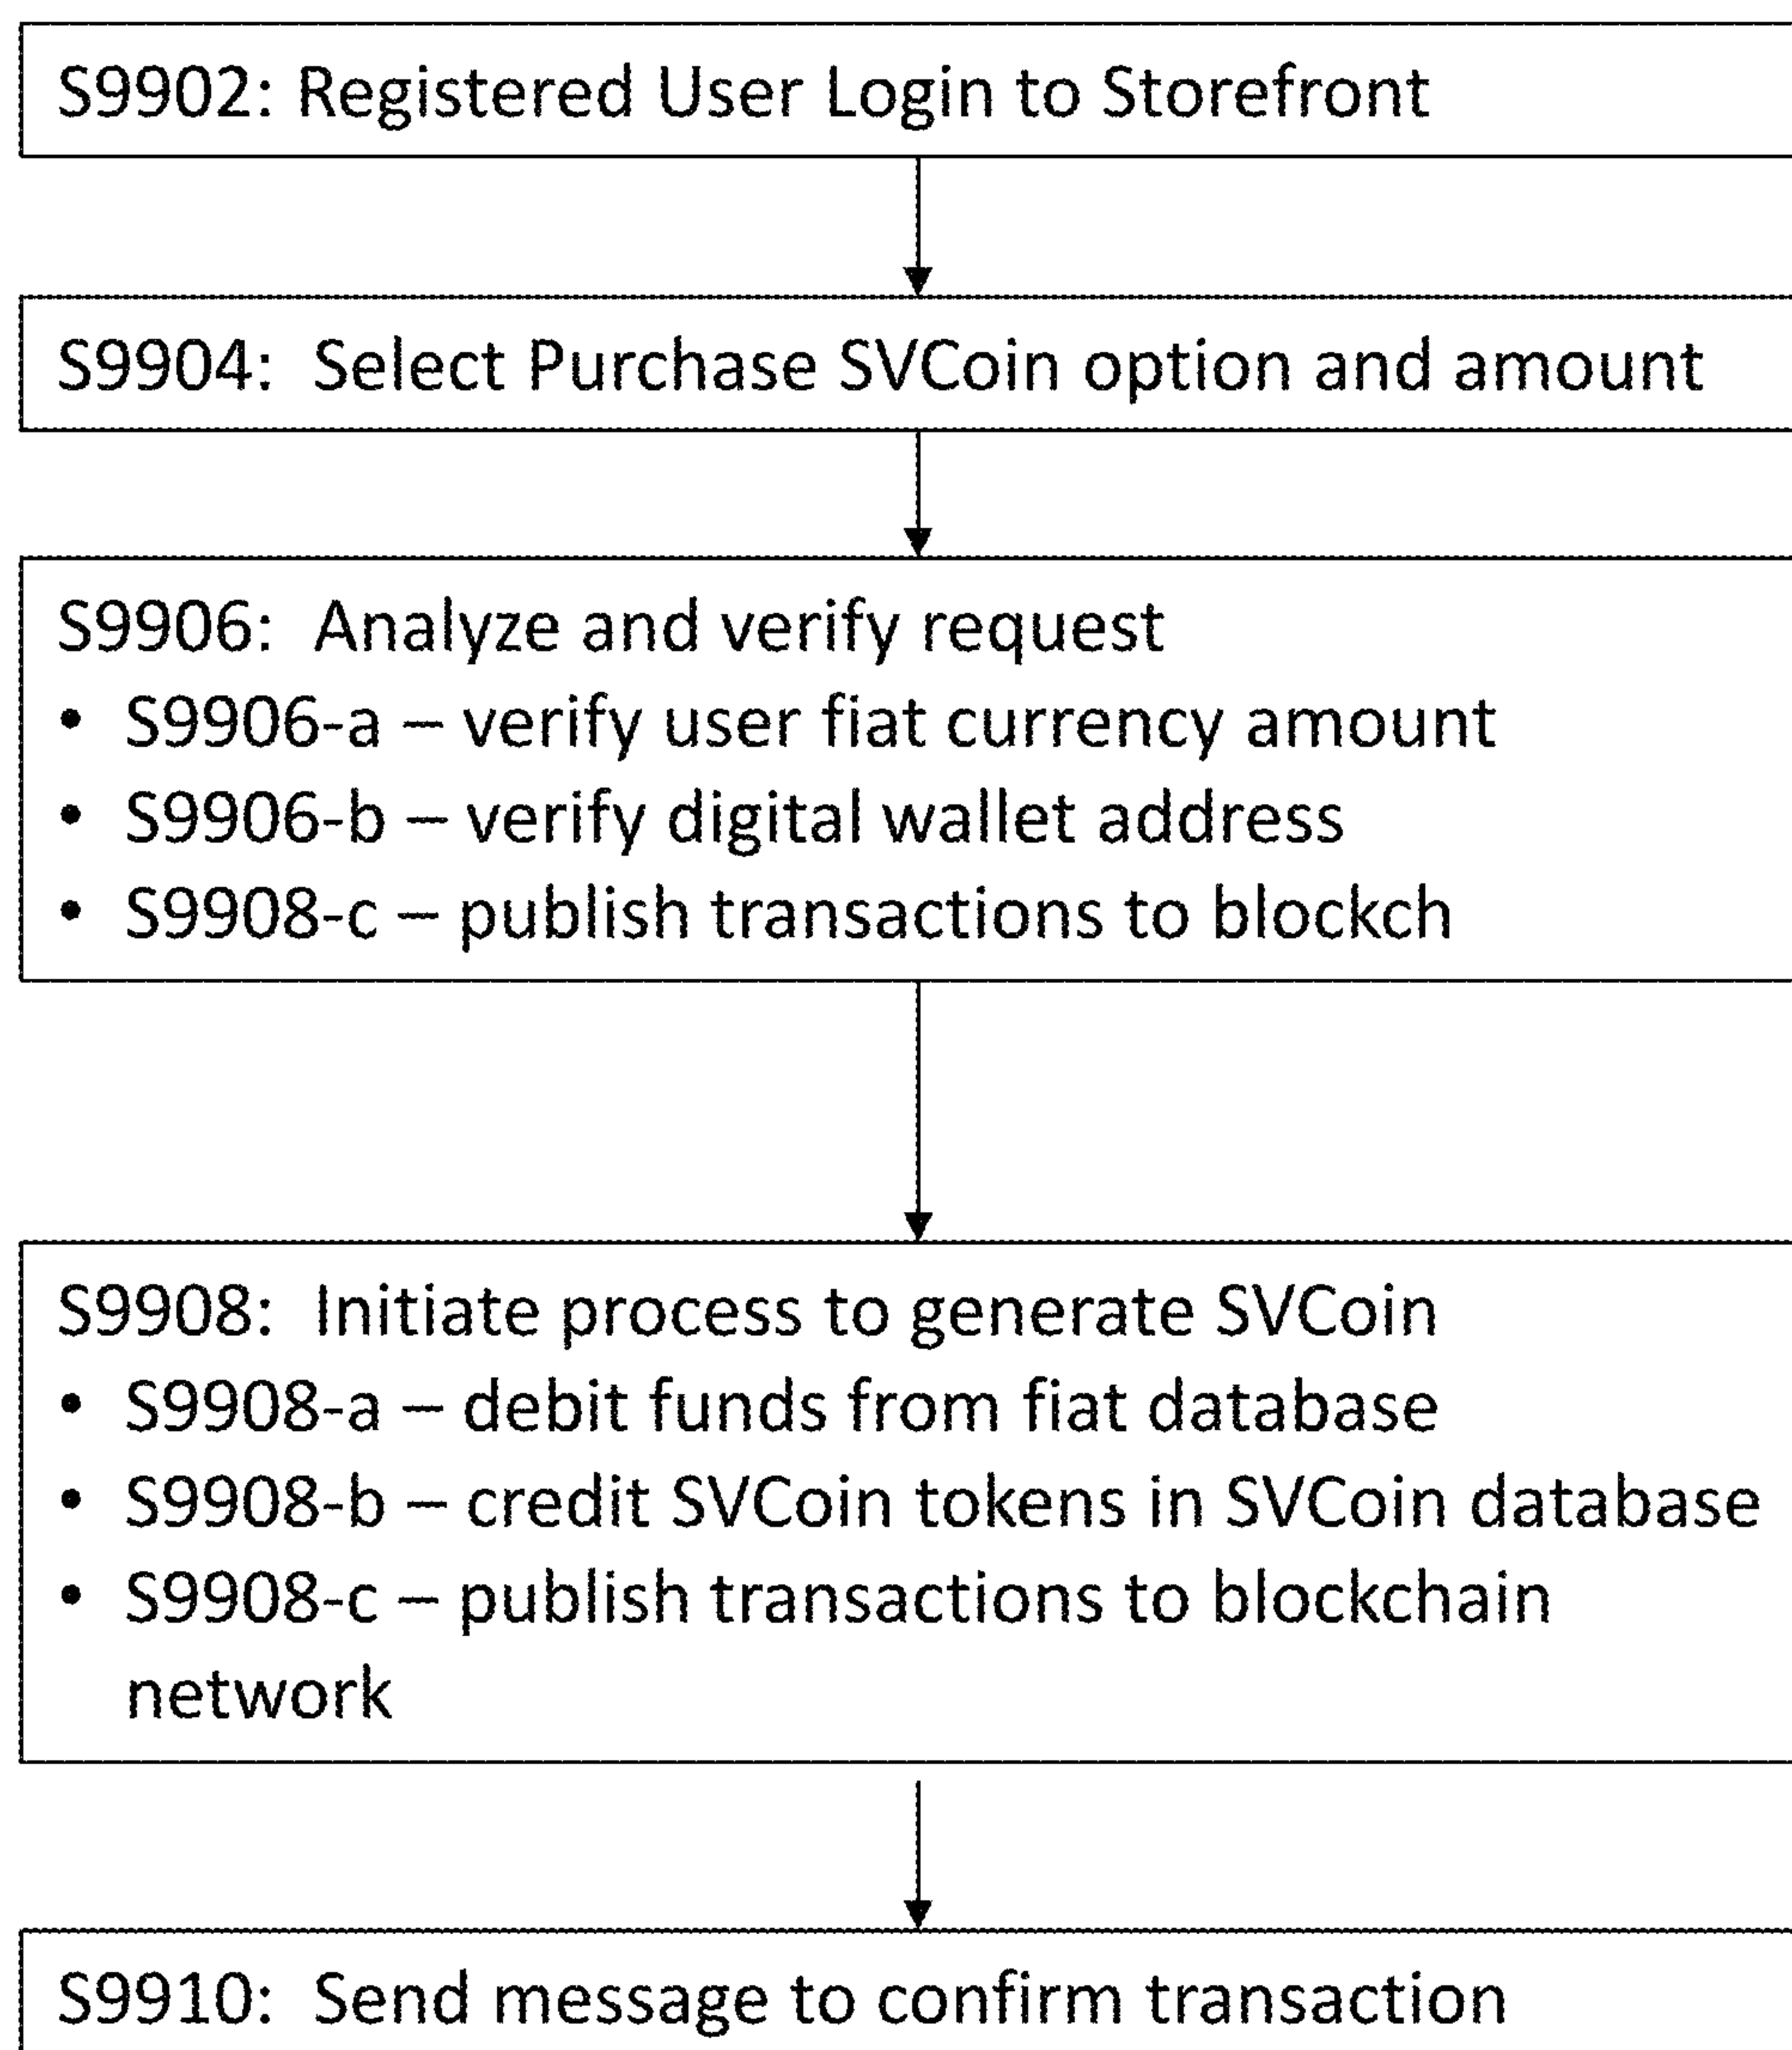 S9902: Registered User Login to Storefront
S9904: Select Purchase SVCoin option and amount
S9906: Analyze and verify request
• S9906-a – verify user fiat currency amount
• S9906-b – verify digital wallet address
• S9908-c – publish transactions to blockch
S9908: Initiate process to generate SVCoin
• S9908-a – debit funds from fiat database
• S9908-b – credit SVCoin tokens in SVCoin database
• S9908-c – publish transactions to blockchain
network
S9910: Send message to confirm transaction